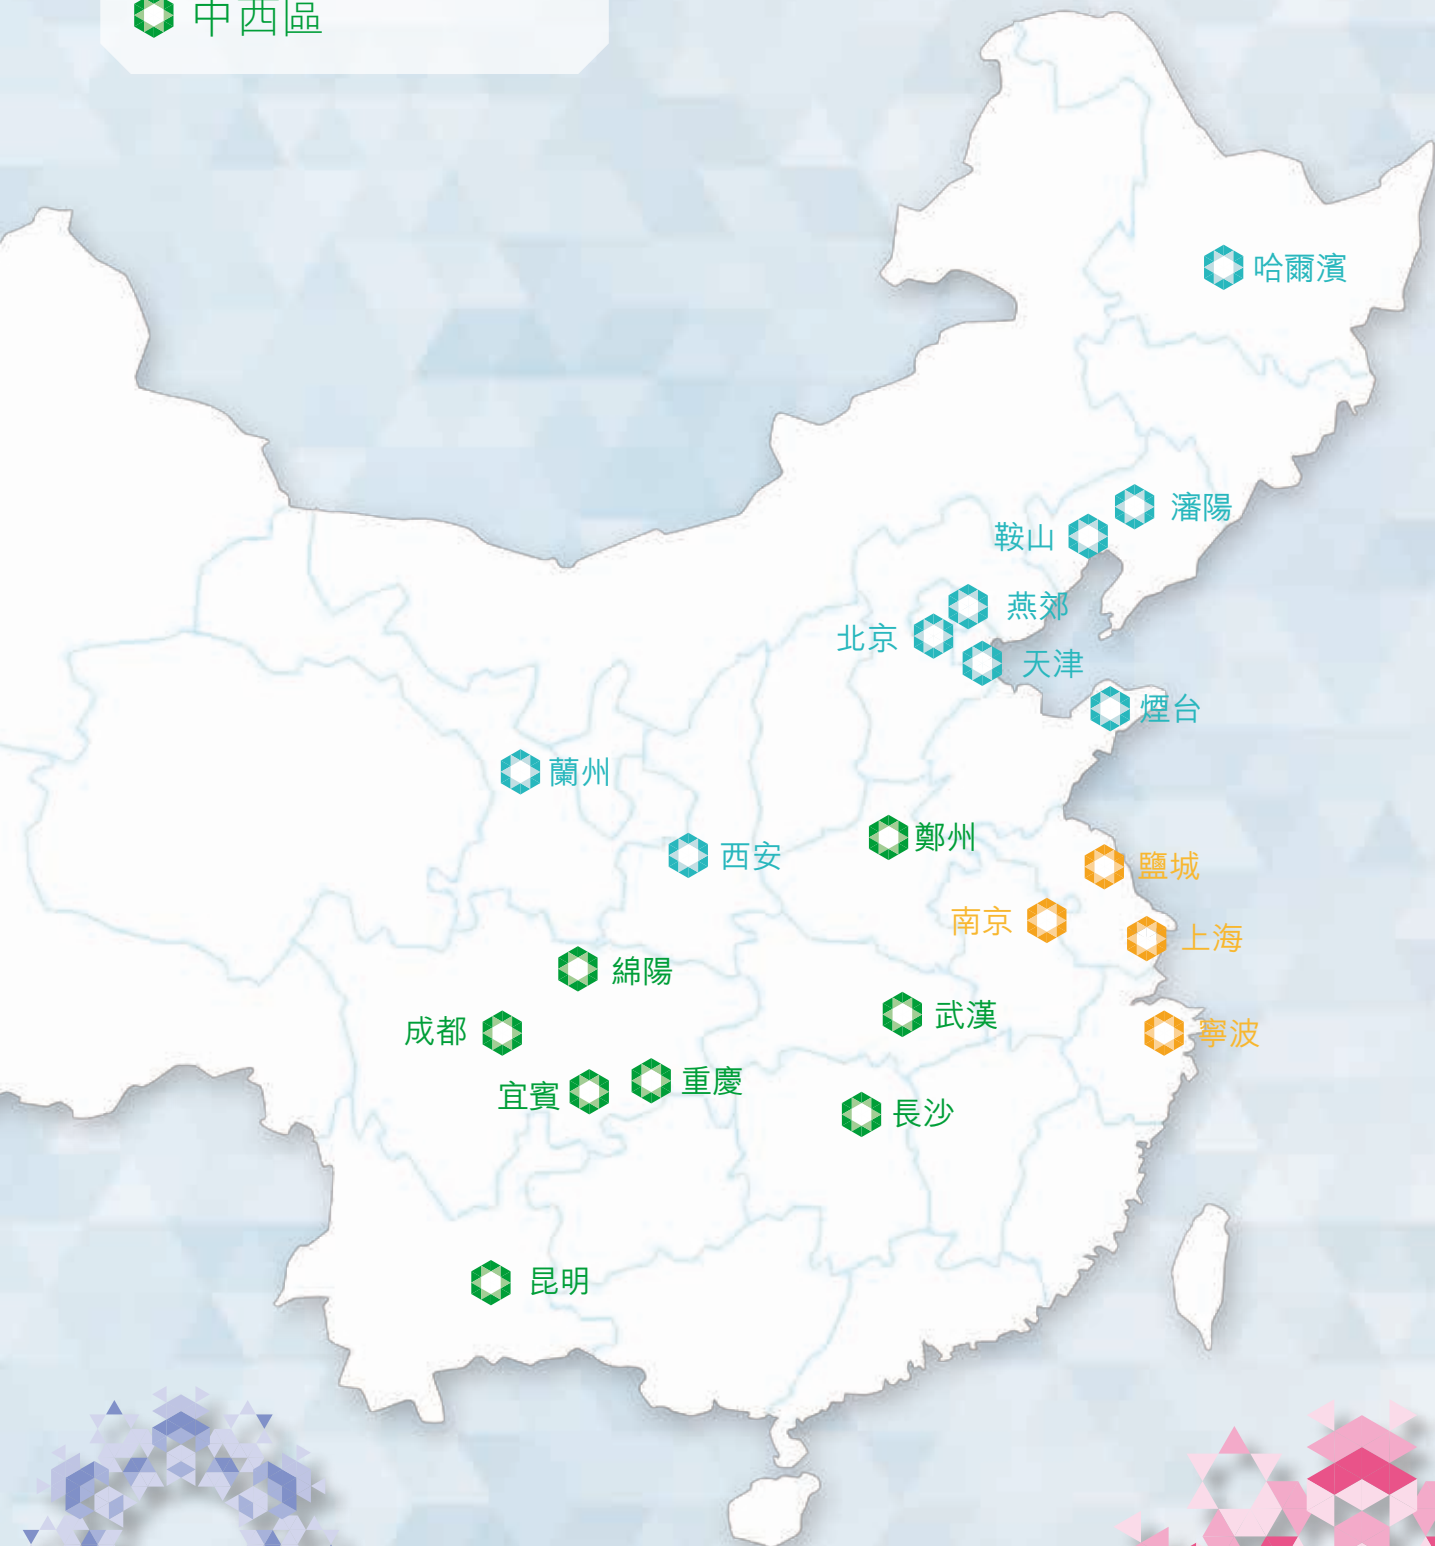 中西區
哈爾濱
瀋陽
鞍山
燕郊
北京
天津
煙台
蘭州
鄭州
西安
鹽城
南京
上海
綿陽
武漢
成都
寧波
重慶
宜賓
長沙
昆明